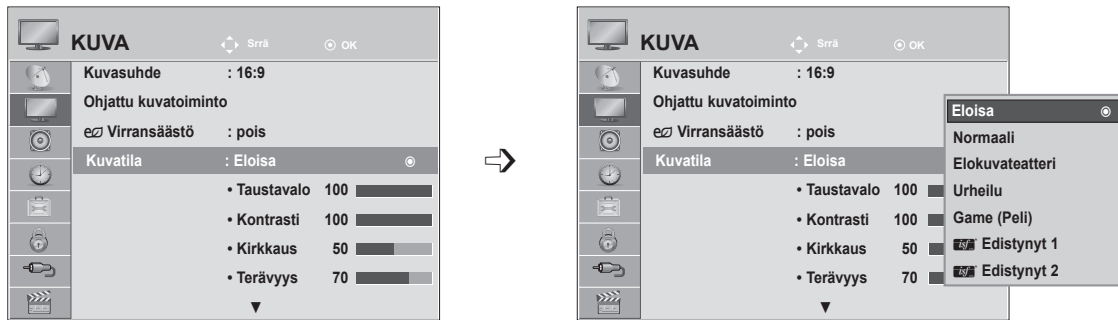 KUVA Srrä OK
Kuvasuhde : 16:9
Ohjattu kuvatoiminto
Virransäästö : pois
Kuvatila : Eloisa
• Taustavalo 100
• Kontrasti 100
• Kirkkaus 50
• Terävyys 70
KUVA Srrä OK
Kuvasuhde : 16:9
Ohjattu kuvatoiminto
Virransäästö : pois
Kuvatila : Eloisa
• Taustavalo 100
• Kontrasti 100
• Kirkkaus 50
• Terävyys 70
Eloisa
Normaali
Elokuvateatteri
Urheilu
Game (Peli)
isf Edistynyt 1
isf Edistynyt 2